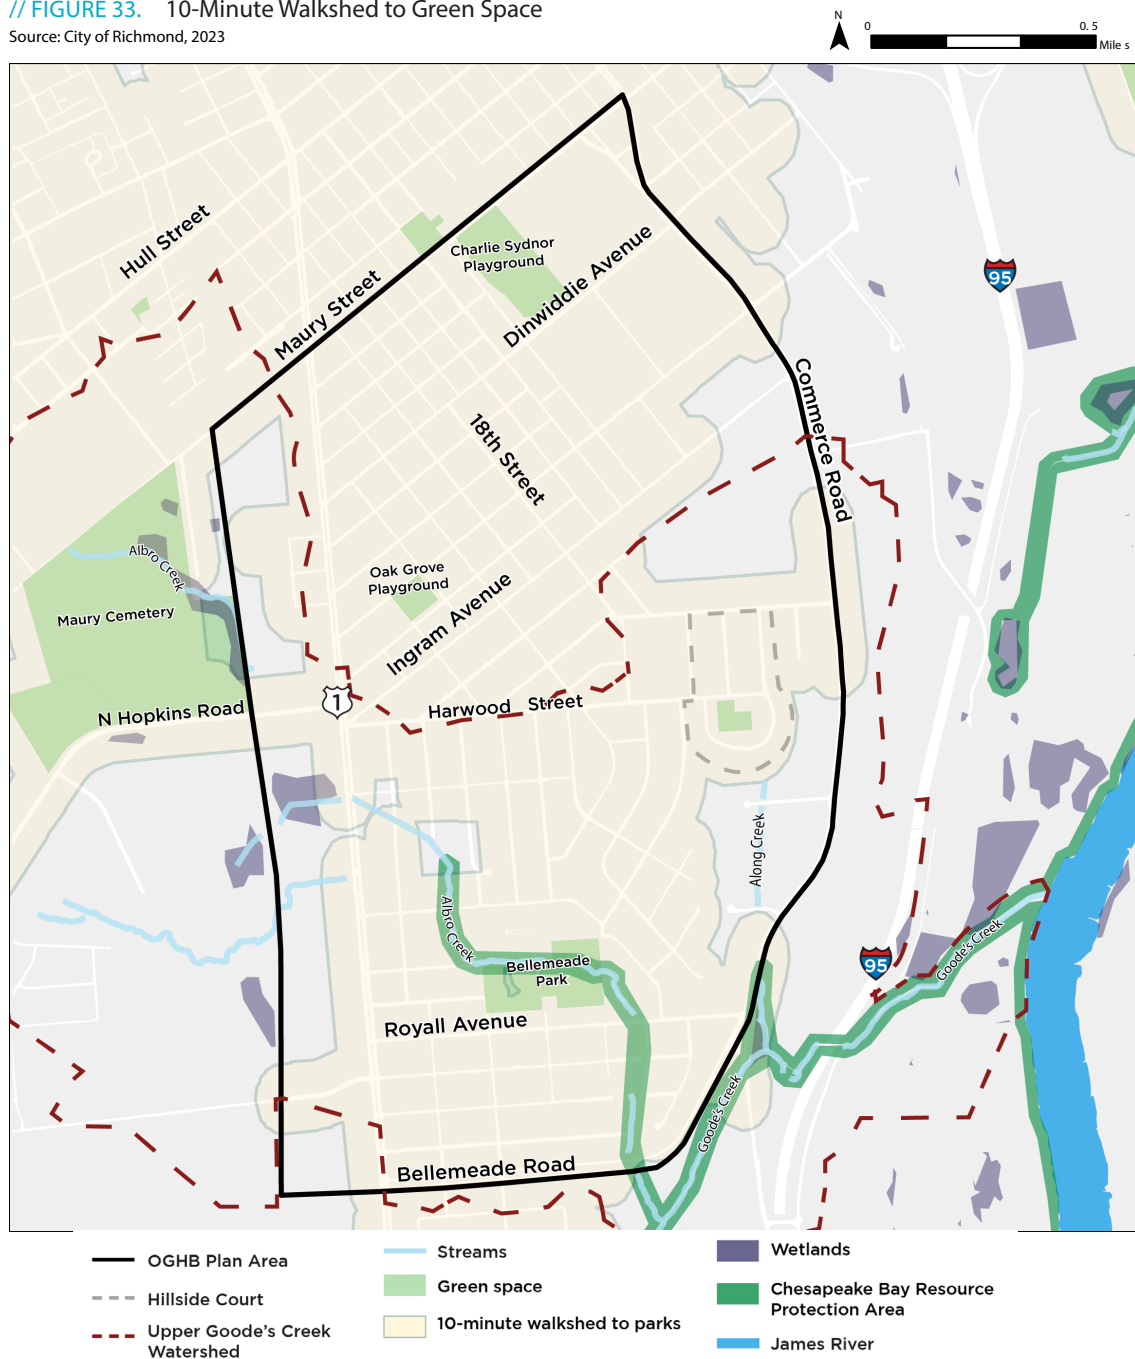 // FIGURE 33. 10-Minute Walkshed to Green Space
Source: City of Richmond, 2023
N
0 0.5
Mile s
Hull Street
Maury Street
Charlie Sydnor
Playground
Dinwiddie Avenue
95
Commerce Road
18th Street
Albro Creek
Maury Cemetery
Oak Grove
Playground
Ingram Avenue
N Hopkins Road
1
Harwood Street
Along Creek
Albro Creek
Bellemeade
Park
95
Goode's Creek
Royall Avenue
Goode's Creek
Bellemeade Road
OGHB Plan Area
Hillside Court
Upper Goode's Creek
Watershed
Streams
Green space
10-minute walkshed to parks
Wetlands
Chesapeake Bay Resource
Protection Area
James River